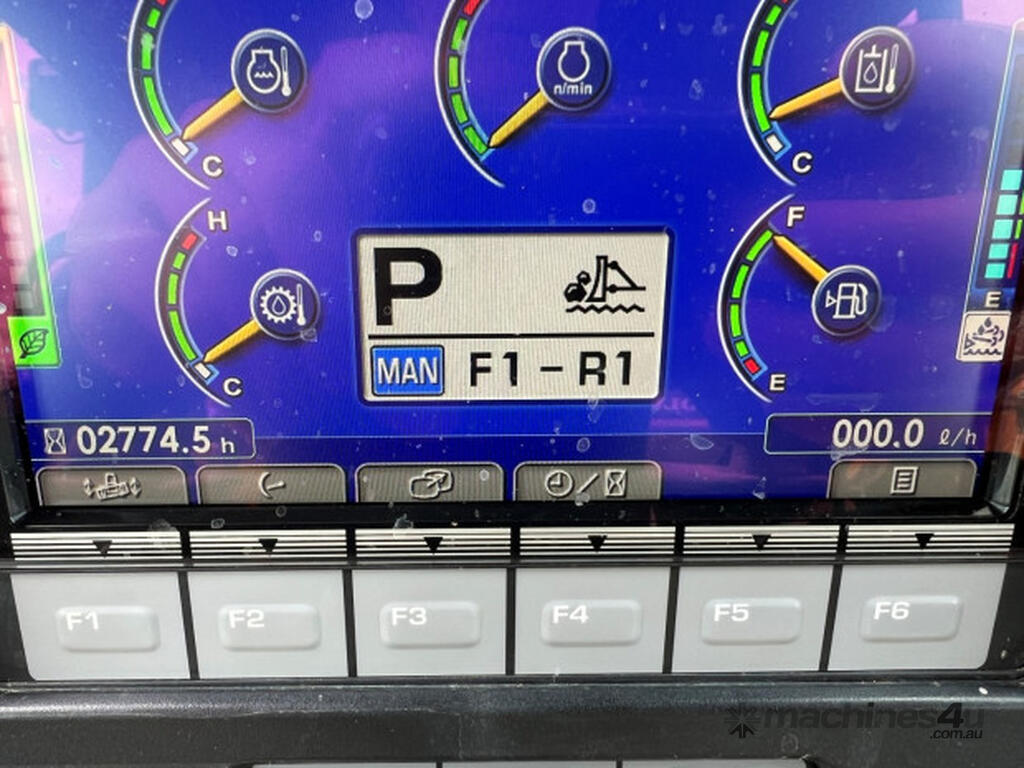 n/min
C
C
H
F
P
E
MAN F1 - R1
C
E
02774.5 h
000.0 ℓ/h
F1 F2 F3 F4 F5 F6
machines4u
.com.au